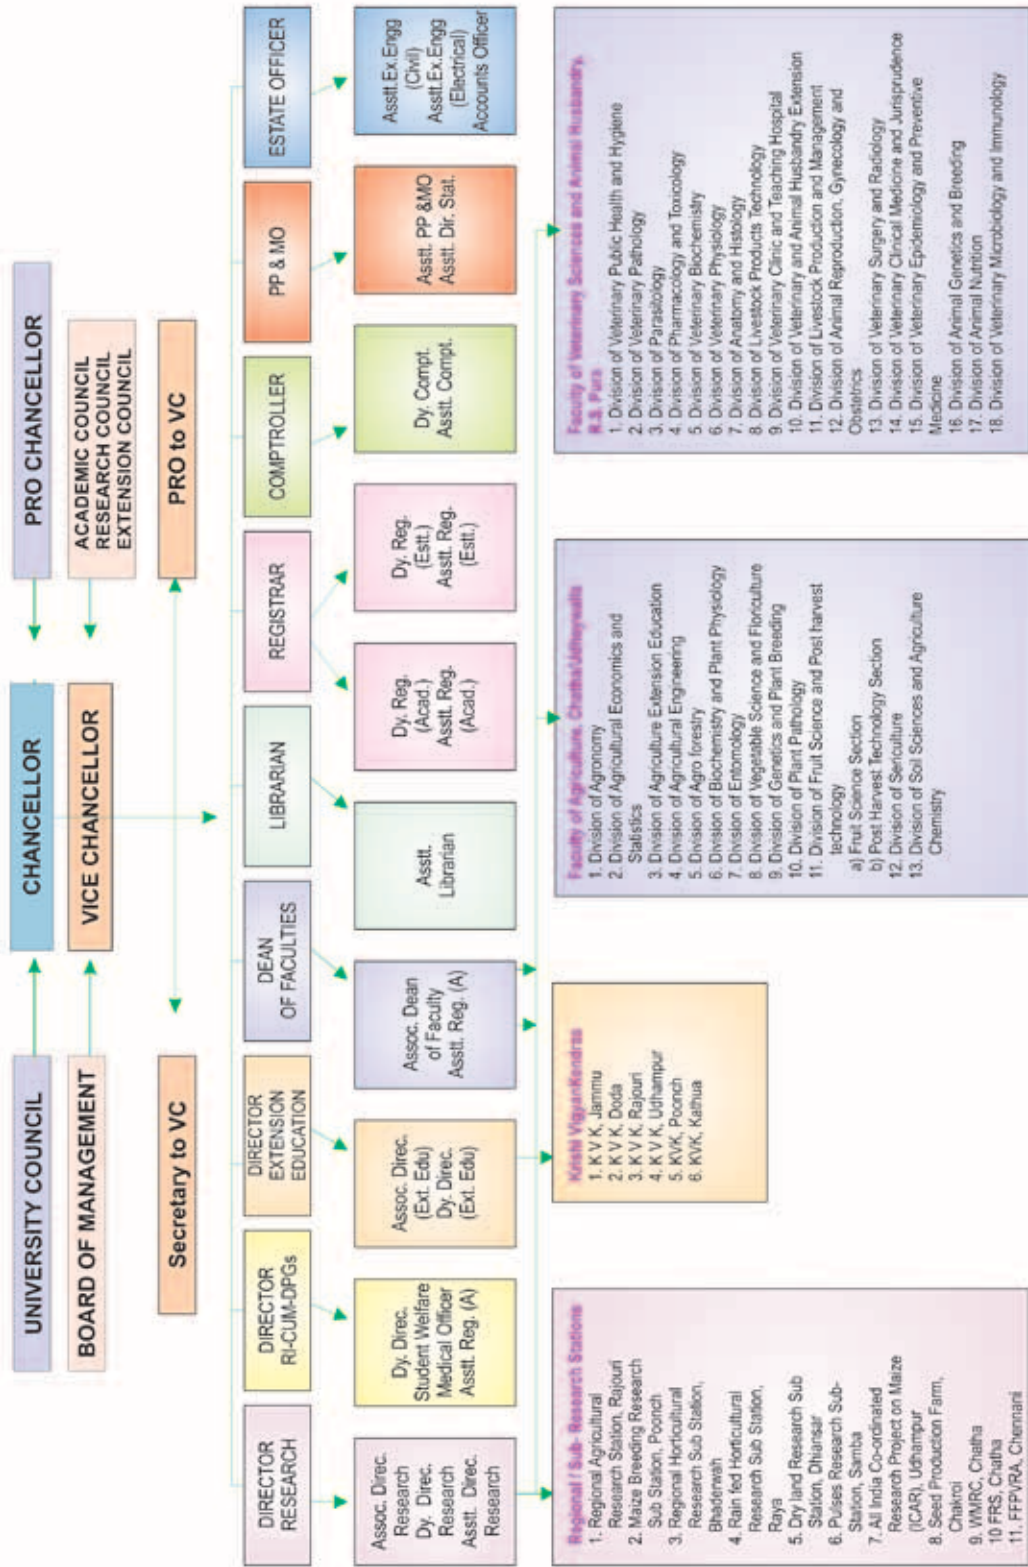 UNIVERSITY COUNCIL
CHANCELLOR
PRO CHANCELLOR
BOARD OF MANAGEMENT
VICE CHANCELLOR
ACADEMIC COUNCIL
RESEARCH COUNCIL
EXTENSION COUNCIL
Secretary to VC
PRO to VC
DIRECTOR
RESEARCH
DIRECTOR
RI-CUM-DPGs
DIRECTOR
EXTENSION
EDUCATION
DEAN
OF FACULTIES
LIBRARIAN
REGISTRAR
COMPTROLLER
PP & MO
ESTATE OFFICER
Assoc. Direc.
Research
Dy. Direc.
Research
Asstt. Direc.
Research
Dy. Direc.
Student Welfare
Medical Officer
Asstt. Reg. (A)
Assoc. Direc.
(Ext. Edu)
Dy. Direc.
(Ext. Edu)
Assoc. Dean
of Faculty
Asstt. Reg. (A)
Asstt.
Librarian
Dy. Reg.
(Acad.)
Asstt. Reg.
(Acad.)
Dy. Reg.
(Estt.)
Asstt. Reg.
(Estt.)
Dy. Compt.
Asstt. Compt.
Asstt. PP &MO
Asstt. Dir. Stat.
Asstt.Ex.Engg
(Civil)
Asstt.Ex.Engg
(Electrical)
Accounts Officer
Regional / Sub- Research Stations
1. Regional Agricultural
Research Station, Rajouri
2. Maize Breeding Research
Sub Station, Poonch
3. Regional Horticultural
Research Sub Station,
Bhaderwah
4. Rain fed Horticultural
Research Sub Station,
Raya
5. Dry land Research Sub
Station, Dhiansar
6. Pulses Research Sub-
Station, Samba
7. All India Co-ordinated
Research Project on Maize
(ICAR), Udhampur
8. Seed Production Farm,
Chakroi
9. WMRC, Chatha
10 FRS, Chatha
11. FFPVRA, Chennani
Krishi VigyanKendras
1. K V K, Jammu
2. K V K, Doda
3. K V K, Rajouri
4. K V K, Udhampur
5. KVK, Poonch
6. KVK, Kathua
Faculty of Agriculture, Chatha/Udheywalla
1. Division of Agronomy
2. Division of Agricultural Economics and
Statistics
3. Division of Agriculture Extension Education
4. Division of Agricultural Engineering
5. Division of Agro forestry
6. Division of Biochemistry and Plant Physiology
7. Division of Entomology
8. Division of Vegetable Science and Floriculture
9. Division of Genetics and Plant Breeding
10. Division of Plant Pathology
11. Division of Fruit Science and Post harvest
technology
a) Fruit Science Section
b) Post Harvest Technology Section
12. Division of Sericulture
13. Division of Soil Sciences and Agriculture
Chemistry
Faculty of Veterinary Sciences and Animal Husbandry,
R.S. Pura
1. Division of Veterinary Public Health and Hygiene
2. Division of Veterinary Pathology
3. Division of Parasitology
4. Division of Pharmacology and Toxicology
5. Division of Veterinary Biochemistry
6. Division of Veterinary Physiology
7. Division of Anatomy and Histology
8. Division of Livestock Products Technology
9. Division of Veterinary Clinic and Teaching Hospital
10. Division of Veterinary and Animal Husbandry Extension
11. Division of Livestock Production and Management
12. Division of Animal Reproduction, Gynecology and
Obstetrics
13. Division of Veterinary Surgery and Radiology
14. Division of Veterinary Clinical Medicine and Jurisprudence
15. Division of Veterinary Epidemiology and Preventive
Medicine
16. Division of Animal Genetics and Breeding
17. Division of Animal Nutrition
18. Division of Veterinary Microbiology and Immunology